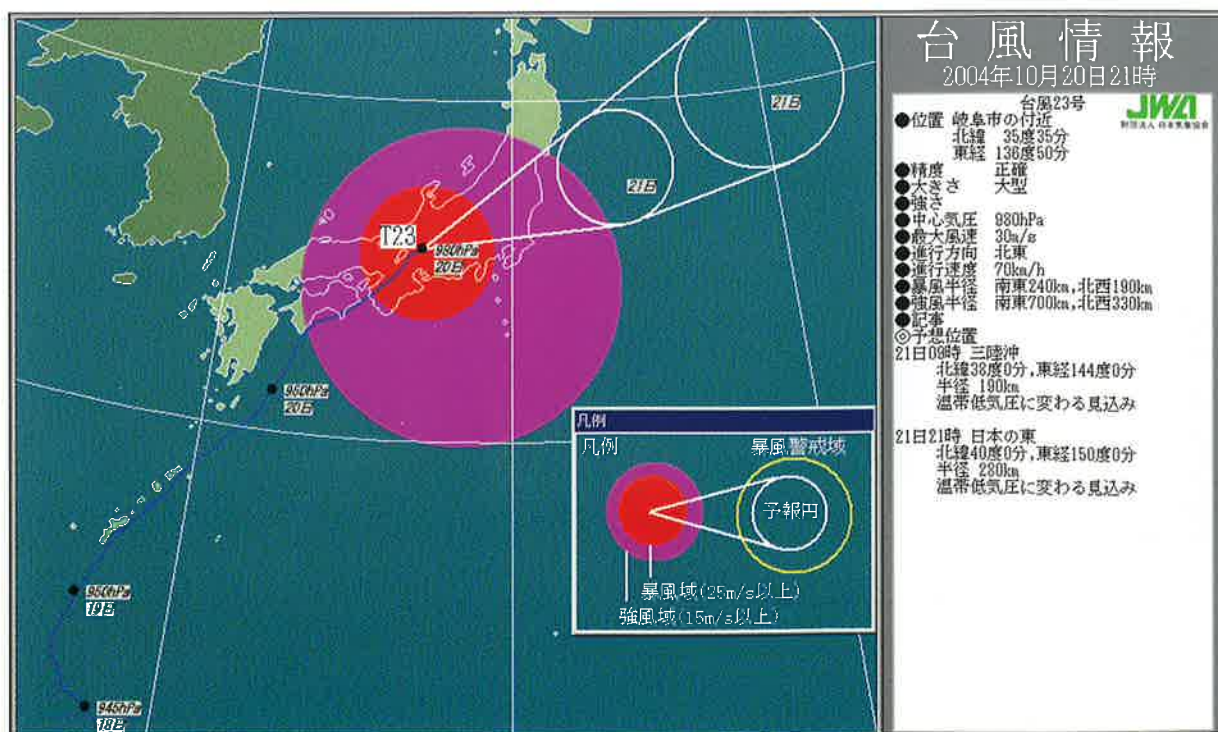 台風情報
2004年10月20日21時
台風23号
JWA
財団法人 日本気象協会
●位置 岐阜市の付近
北緯 35度35分
東経 136度50分
●精度 正確
●大きさ 大型
●強さ
●中心気圧 980hPa
●最大風速 30m/s
●進行方向 北東
●進行速度 70km/h
●暴風半径 南東240km,北西190km
●強風半径 南東700km,北西330km
●記事
◎予想位置
21日09時 三陸沖
北緯38度0分,東経144度0分
半径 190km
温帯低気圧に変わる見込み
21日21時 日本の東
北緯40度0分,東経150度0分
半径 280km
温帯低気圧に変わる見込み
21日
21日
40
T23
980hPa
20日
950hPa
20日
950hPa
19日
945hPa
18日
凡例
凡例
暴風警戒域
予報円
暴風域(25m/s以上)
強風域(15m/s以上)